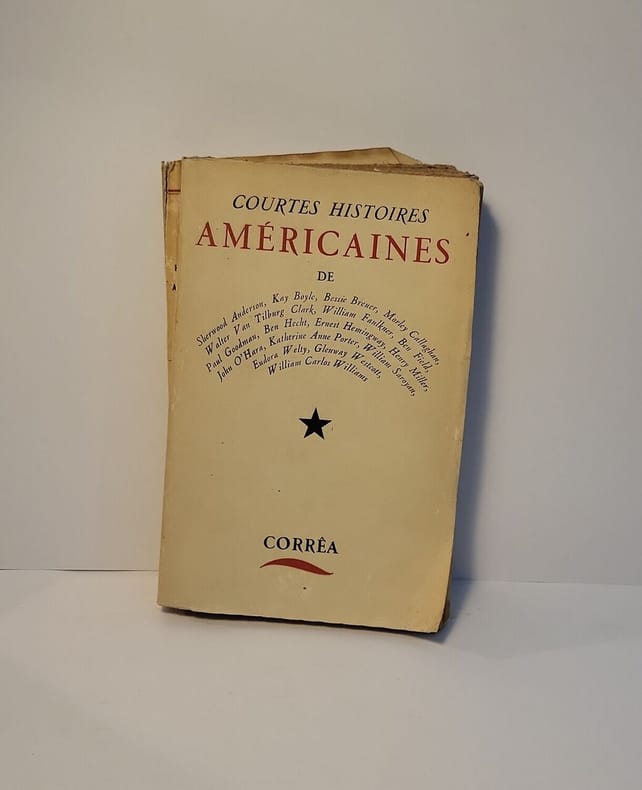 COURTES HISTOIRES
AMÉRICAINES
DE
Sherwood Anderson, Kay Boyle, Bessie Breuer, Morley Callaghan,
Walter Van Tilburg Clark, William Faulkner, Ben Field,
Paul Goodman, Ben Hecht, Ernest Hemingway, Henry Miller,
John O'Hara, Katherine Anne Porter, William Saroyan,
Eudora Welty, Glenway Westcott,
William Carlos Williams
CORRÊA